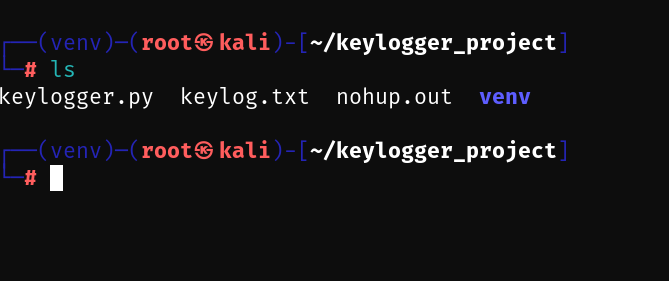 ┌──(venv)─(root㉿kali)-[~/keylogger_project]
└─# ls
keylogger.py  keylog.txt  nohup.out  venv
┌──(venv)─(root㉿kali)-[~/keylogger_project]
└─#